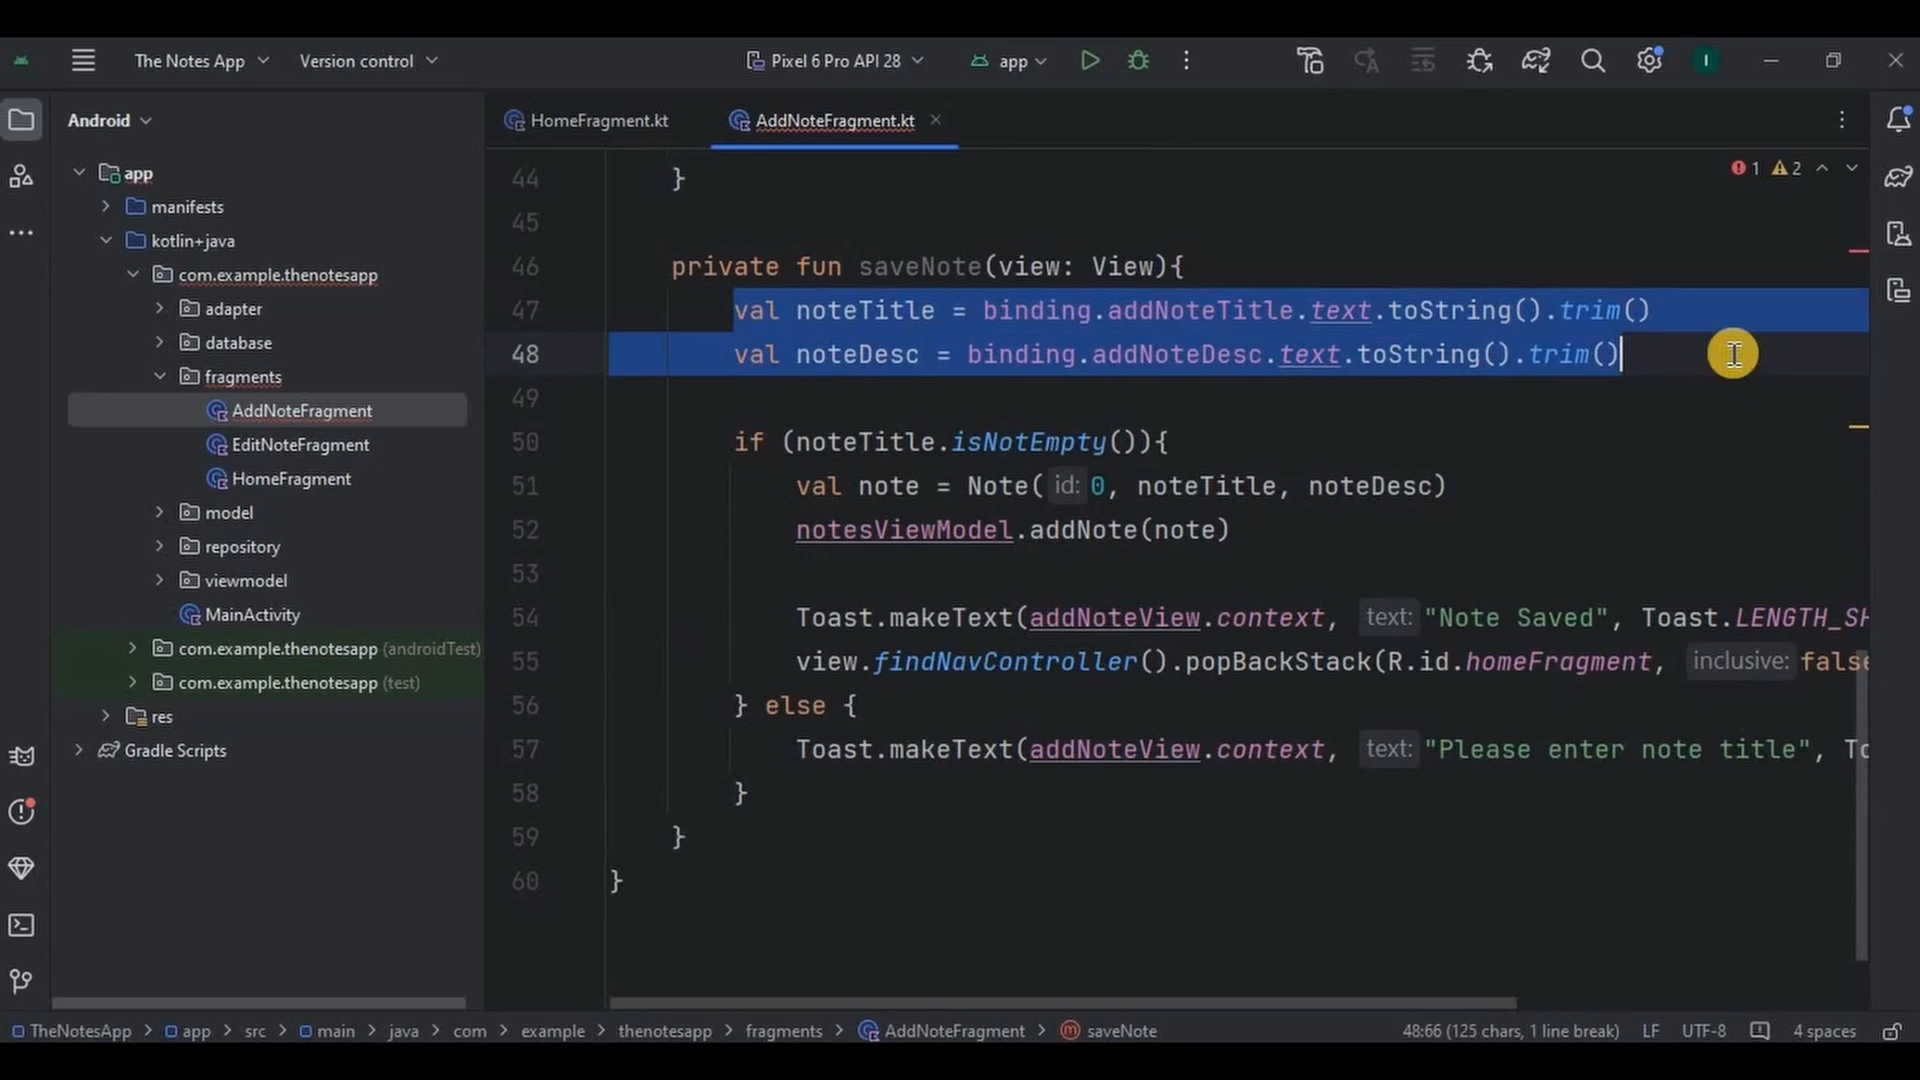 The Notes App
Version control
Pixel 6 Pro API 28
app
I
Android
HomeFragment.kt
AddNoteFragment.kt
app
manifests
kotlin+java
com.example.thenotesapp
adapter
database
fragments
AddNoteFragment
EditNoteFragment
HomeFragment
model
repository
viewmodel
MainActivity
com.example.thenotesapp (androidTest)
com.example.thenotesapp (test)
res
Gradle Scripts
1 2
44 }
45
46 private fun saveNote(view: View){
47 val noteTitle = binding.addNoteTitle.text.toString().trim()
48 val noteDesc = binding.addNoteDesc.text.toString().trim()
49
50 if (noteTitle.isNotEmpty()){
51 val note = Note( id: 0, noteTitle, noteDesc)
52 notesViewModel.addNote(note)
53
54 Toast.makeText(addNoteView.context, text: "Note Saved", Toast.LENGTH_SH
55 view.findNavController().popBackStack(R.id.homeFragment, inclusive: false
56 } else {
57 Toast.makeText(addNoteView.context, text: "Please enter note title", To
58 }
59 }
60 }
TheNotesApp > app > src > main > java > com > example > thenotesapp > fragments > AddNoteFragment > saveNote
48:66 (125 chars, 1 line break) LF UTF-8 4 spaces